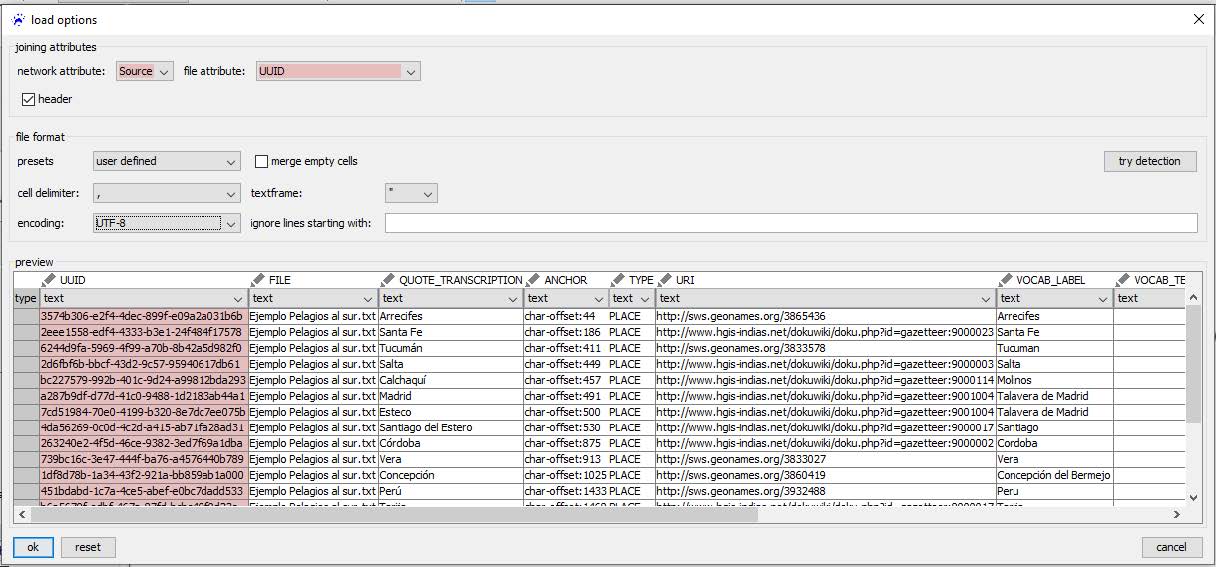 load options
joining attributes
network attribute: Source file attribute: UUID
header
file format
presets user defined merge empty cells try detection
cell delimiter: , textframe: "
encoding: UTF-8 ignore lines starting with:
preview
UUID FILE QUOTE_TRANSCRIPTION ANCHOR TYPE URI VOCAB_LABEL VOCAB_TE
type text text text text text text text text
3574b306-e2f4-4dec-899f-e09a2a031b6b Ejemplo Pelagios al sur.txt Arrecifes char-offset:44 PLACE http://sws.geonames.org/3865436 Arrecifes
2eee1558-edf4-4333-b3e1-24f484f17578 Ejemplo Pelagios al sur.txt Santa Fe char-offset:186 PLACE http://www.hgis-indias.net/dokuwiki/doku.php?id=gazetteer:9000023 Santa Fe
6244d9fa-5969-4f99-a70b-8b42a5d982f0 Ejemplo Pelagios al sur.txt Tucumán char-offset:411 PLACE http://sws.geonames.org/3833578 Tucuman
2d6fbf6b-bbcf-43d2-9c57-95940617db61 Ejemplo Pelagios al sur.txt Salta char-offset:449 PLACE http://www.hgis-indias.net/dokuwiki/doku.php?id=gazetteer:9000003 Salta
bc227579-992b-401c-9d24-a99812bda293 Ejemplo Pelagios al sur.txt Calchaquí char-offset:457 PLACE http://www.hgis-indias.net/dokuwiki/doku.php?id=gazetteer:9000114 Molnos
a287b9df-d77d-41c0-9488-1d2183ab44a1 Ejemplo Pelagios al sur.txt Madrid char-offset:491 PLACE http://www.hgis-indias.net/dokuwiki/doku.php?id=gazetteer:9001004 Talavera de Madrid
7cd51984-70e0-4199-b320-8e7dc7ee075b Ejemplo Pelagios al sur.txt Esteco char-offset:500 PLACE http://www.hgis-indias.net/dokuwiki/doku.php?id=gazetteer:9001004 Talavera de Madrid
4da56269-0c0d-4c2d-a415-ab71fa28ad31 Ejemplo Pelagios al sur.txt Santiago del Estero char-offset:530 PLACE http://www.hgis-indias.net/dokuwiki/doku.php?id=gazetteer:9000017 Santiago
263240e2-4f5d-46ce-9382-3ed7f69a1dba Ejemplo Pelagios al sur.txt Córdoba char-offset:875 PLACE http://www.hgis-indias.net/dokuwiki/doku.php?id=gazetteer:9000002 Cordoba
739bc16c-3e47-444f-ba76-a4576440b789 Ejemplo Pelagios al sur.txt Vera char-offset:913 PLACE http://sws.geonames.org/3833027 Vera
1df8d78b-1a34-43f2-921a-bb859ab1a000 Ejemplo Pelagios al sur.txt Concepción char-offset:1025 PLACE http://sws.geonames.org/3860419 Concepción del Bermejo
451bdabd-1c7a-4ce5-abef-e0bc7dadd533 Ejemplo Pelagios al sur.txt Perú char-offset:1433 PLACE http://sws.geonames.org/3932488 Peru
ok reset cancel